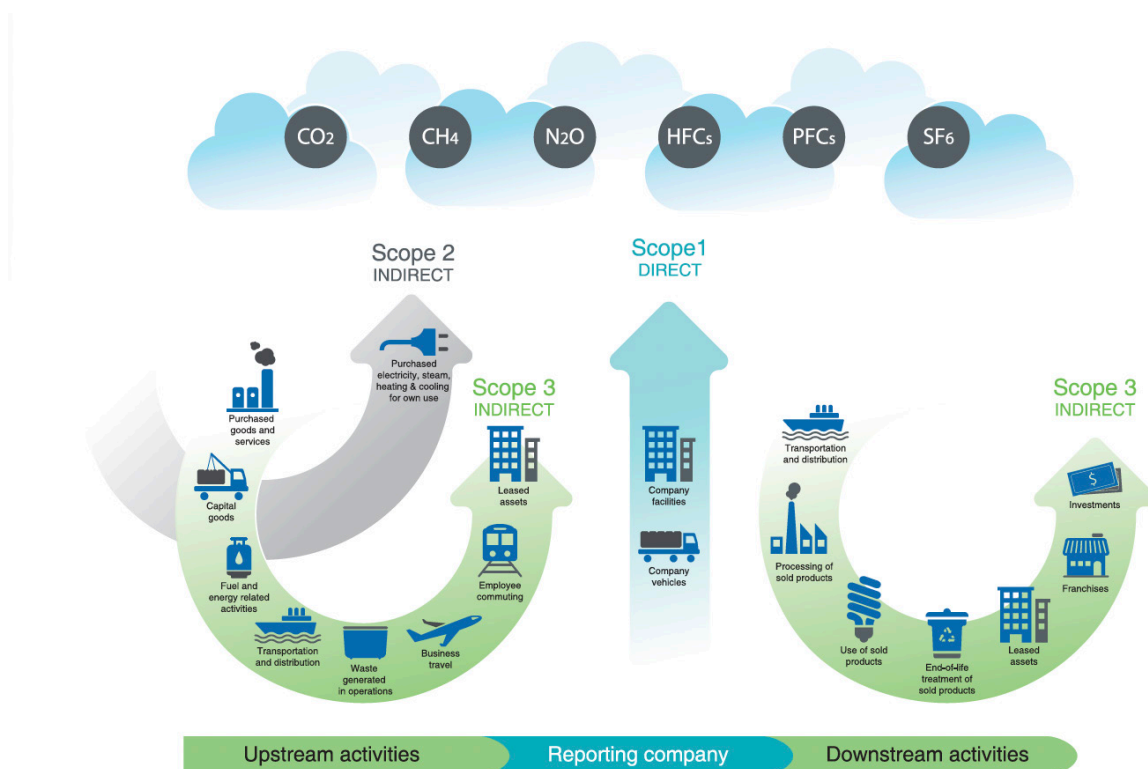 CO2
CH4
N2O
HFCs
PFCs
SF6
Scope 2
INDIRECT
Scope1
DIRECT
Purchased
electricity, steam,
heating & cooling
for own use
Scope 3
INDIRECT
Scope 3
INDIRECT
Purchased
goods and
services
Capital
goods
Fuel and
energy related
activities
Transportation
and distribution
Waste
generated
in operations
Business
travel
Employee
commuting
Leased
assets
Company
facilities
Company
vehicles
Transportation
and distribution
Processing of
sold products
Use of sold
products
End-of-life
treatment of
sold products
Leased
assets
Franchises
$
Investments
Upstream activities
Reporting company
Downstream activities